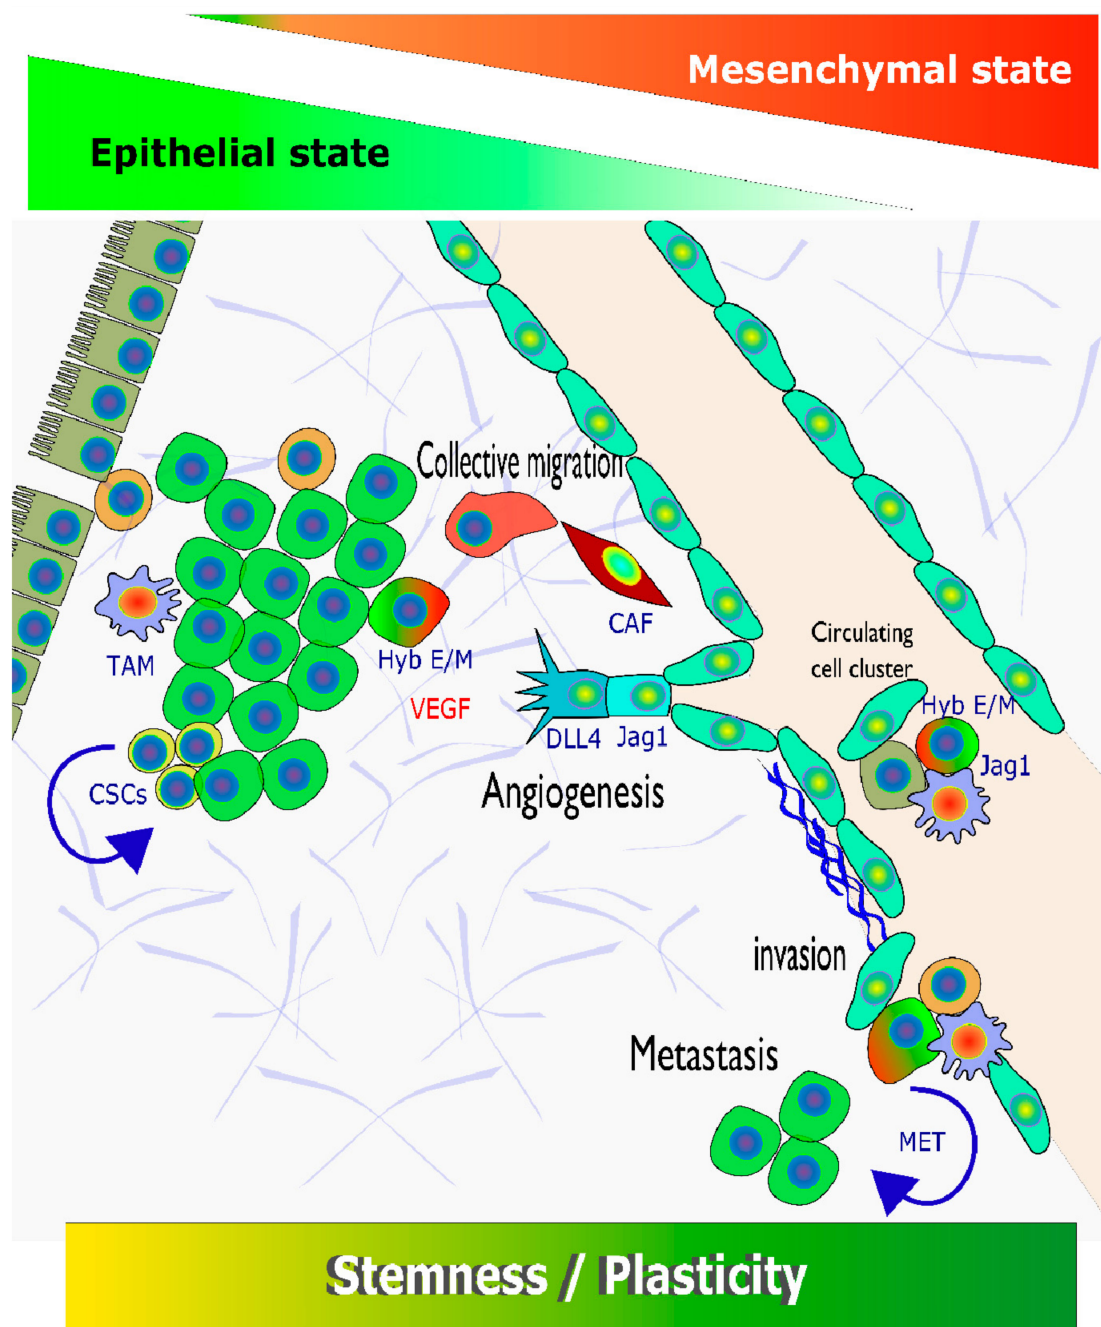 Mesenchymal state
Epithelial state
Collective migration
CAF
Circulating
cell cluster
TAM
Hyb E/M
VEGF
DLL4 Jag1
Hyb E/M
Jag1
CSCs
Angiogenesis
invasion
Metastasis
MET
Stemness / Plasticity